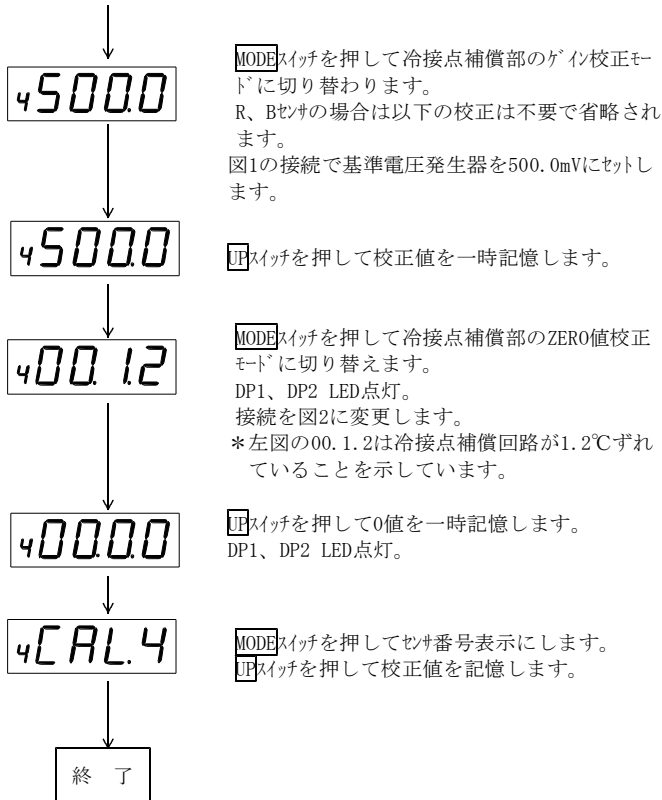 MODEスイッチを押して冷接点補償部のゲイン校正モー
ドに切り替わります。
4500.0
R、Bセンサの場合は以下の校正は不要で省略され
ます。
図1の接続で基準電圧発生器を500.0mVにセットし
ます。
4500.0
UPスイッチを押して校正値を一時記憶します。
MODEスイッチを押して冷接点補償部のZERO値校正
モードに切り替えます。
400.1.2
DP1、DP2 LED点灯。
接続を図2に変更します。
*左図の00.1.2は冷接点補償回路が1.2℃ずれ
ていることを示しています。
400.0.0
UPスイッチを押して0値を一時記憶します。
DP1、DP2 LED点灯。
4CAL.4
MODEスイッチを押してセンサ番号表示にします。
UPスイッチを押して校正値を記憶します。
終 了